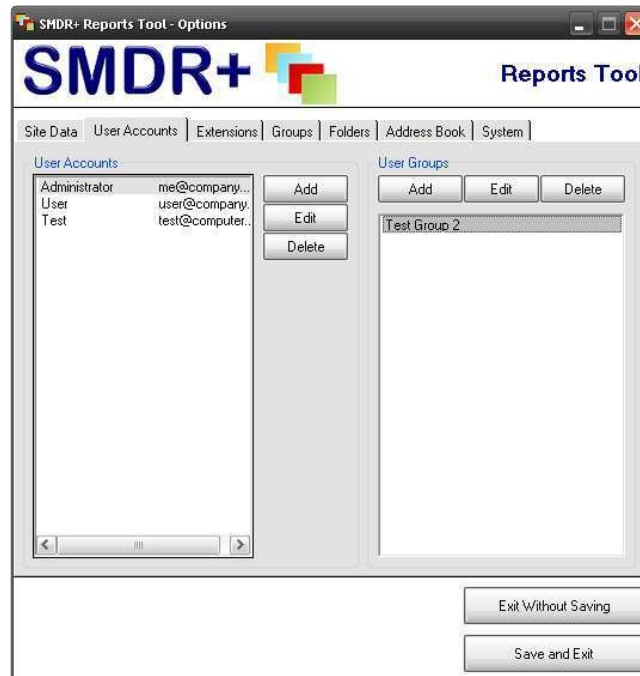 SMDR+ Reports Tool - Options
SMDR+
Reports Tool
Site Data User Accounts Extensions Groups Folders Address Book System
User Accounts
Administrator me@company...
User user@company.
Test test@computer..
Add
Edit
Delete
User Groups
Add Edit Delete
Test Group 2
Exit Without Saving
Save and Exit